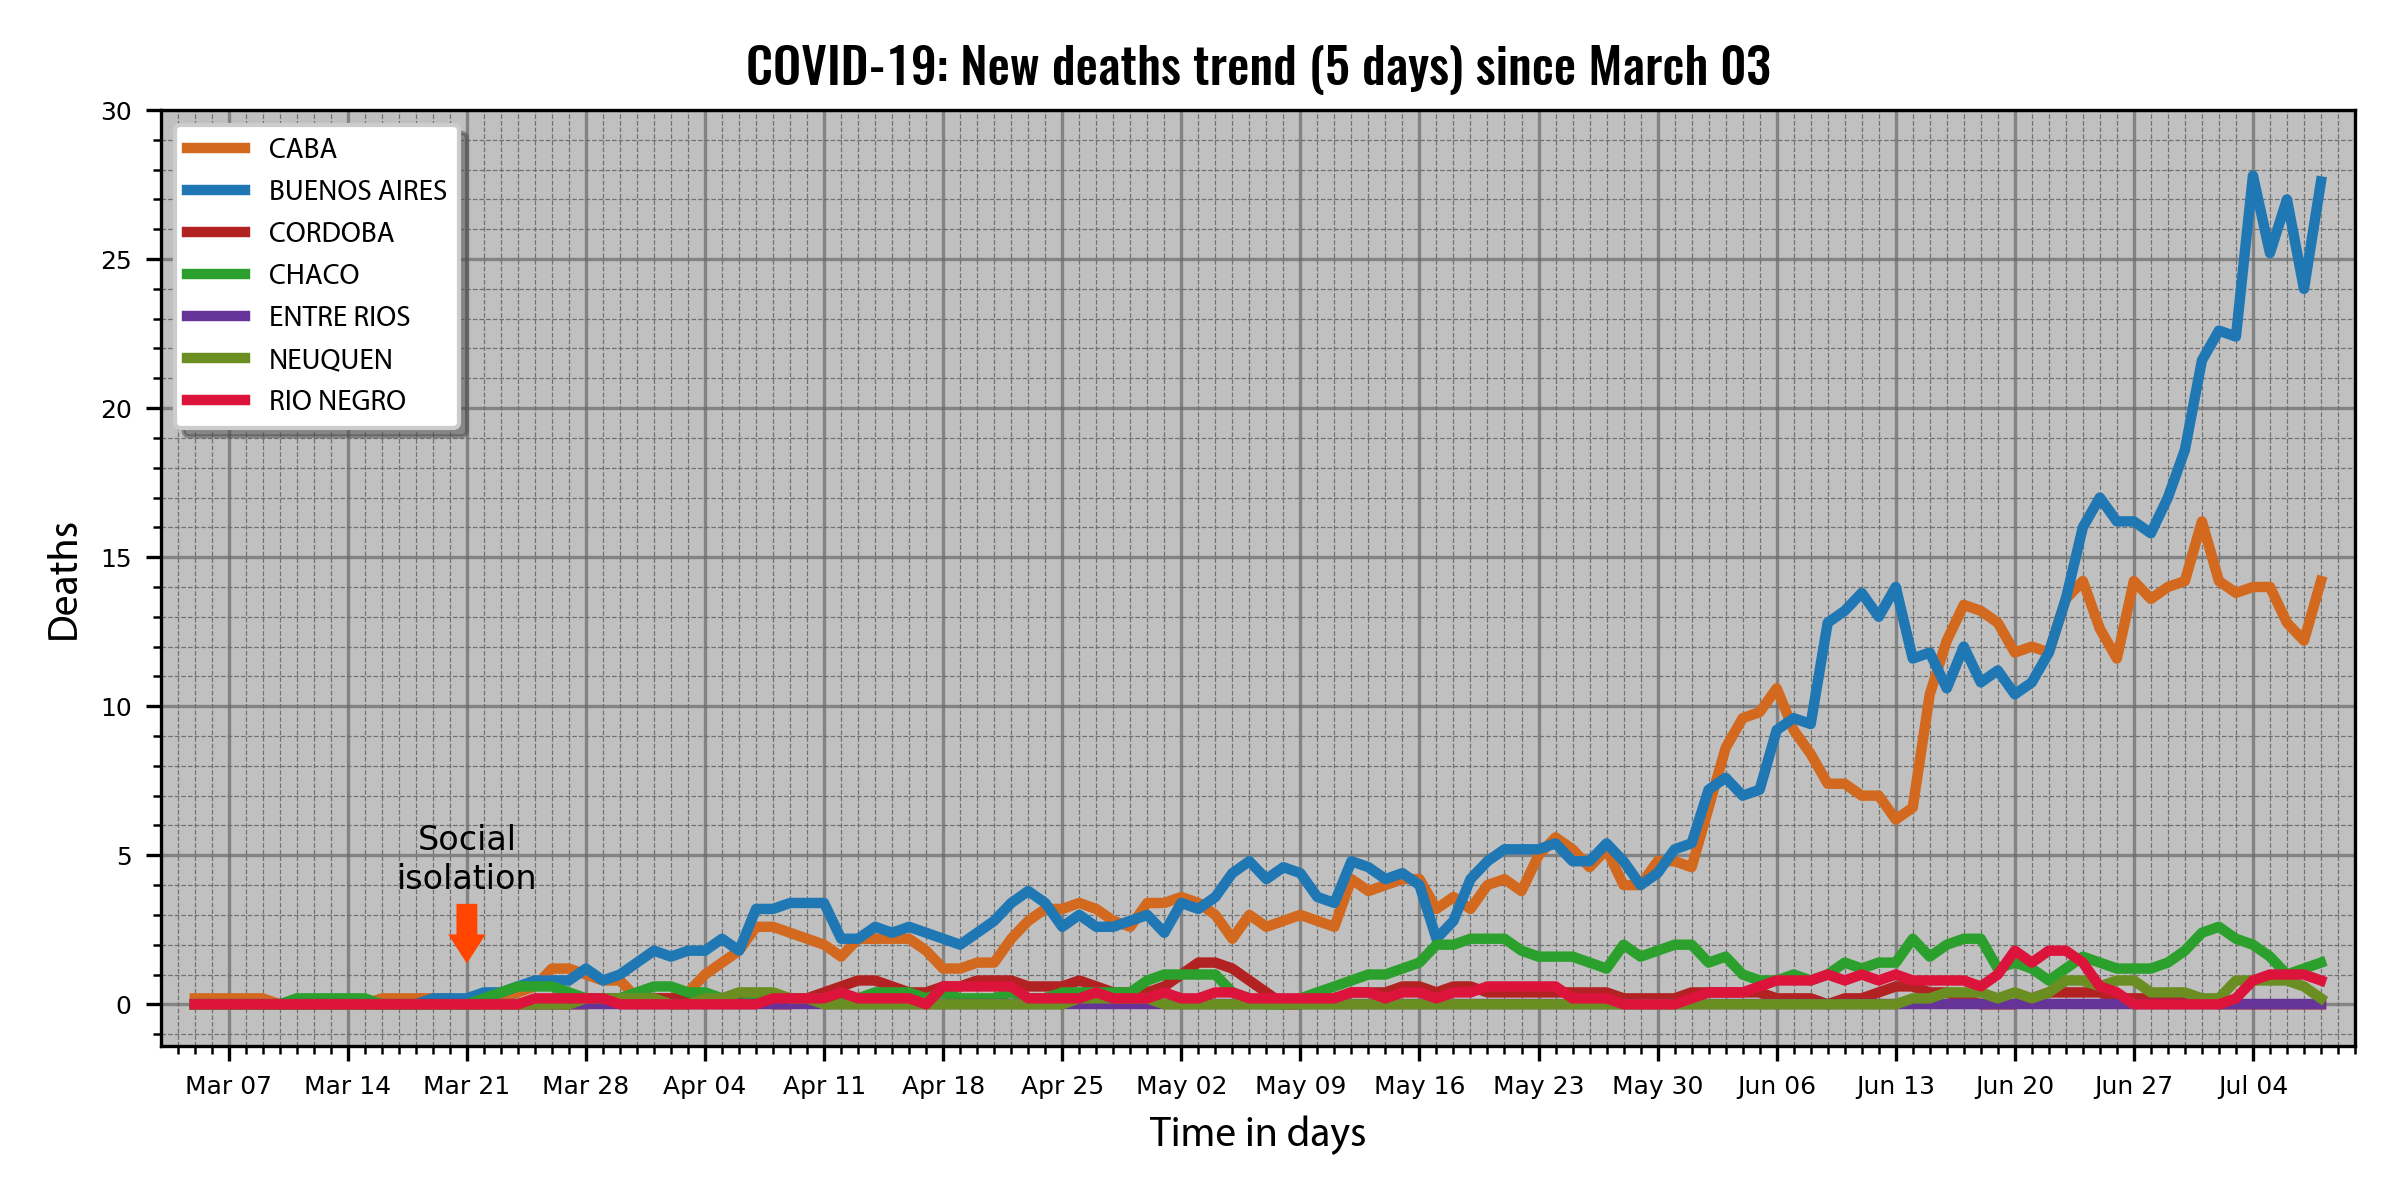 COVID-19: New deaths trend (5 days) since March 03
30
25
20
15
10
5
0
Deaths
CABA
BUENOS AIRES
CORDOBA
CHACO
ENTRE RIOS
NEUQUEN
RIO NEGRO
Social
isolation
Mar 07 Mar 14 Mar 21 Mar 28 Apr 04 Apr 11 Apr 18 Apr 25 May 02 May 09 May 16 May 23 May 30 Jun 06 Jun 13 Jun 20 Jun 27 Jul 04
Time in days